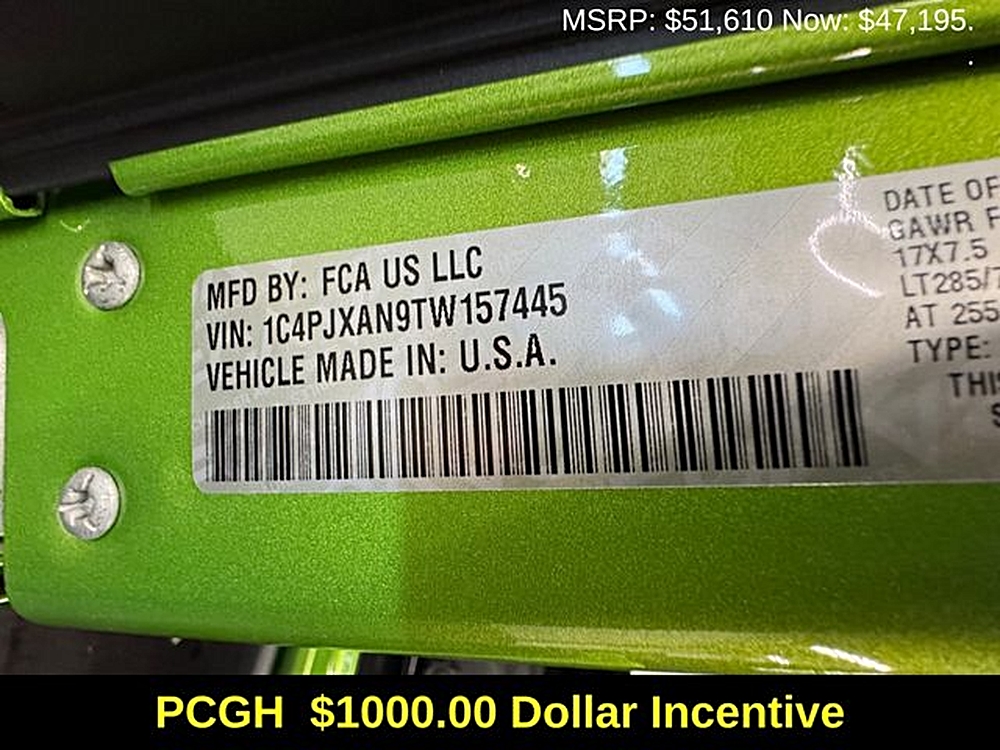 MSRP: $51,610 Now: $47,195.
.
MFD BY: FCA US LLC
VIN: 1C4PJXAN9TW157445
VEHICLE MADE IN: U.S.A.
DATE OF
GAWR F
17X7.5
LT285/7
AT 255
TYPE:
THIS
S
PCGH $1000.00 Dollar Incentive